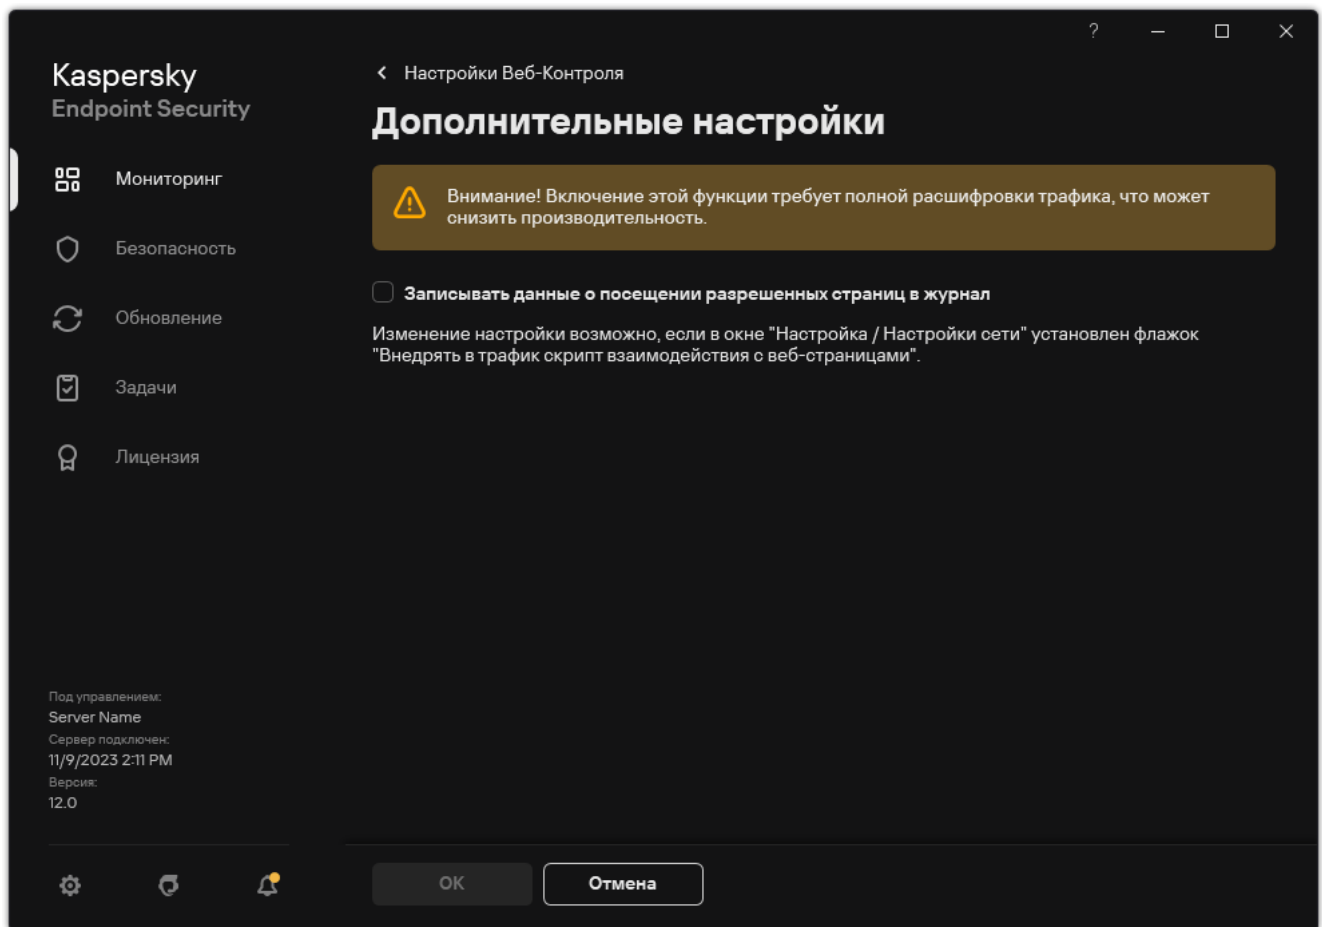 ?
Kaspersky
Endpoint Security
Мониторинг
Безопасность
Обновление
Задачи
Лицензия
Под управлением:
Server Name
Сервер подключен:
11/9/2023 2:11 PM
Версия:
12.0
Настройки Веб-Контроля
Дополнительные настройки
Внимание! Включение этой функции требует полной расшифровки трафика, что может
снизить производительность.
Записывать данные о посещении разрешенных страниц в журнал
Изменение настройки возможно, если в окне "Настройка / Настройки сети" установлен флажок
"Внедрять в трафик скрипт взаимодействия с веб-страницами".
ОК
Отмена